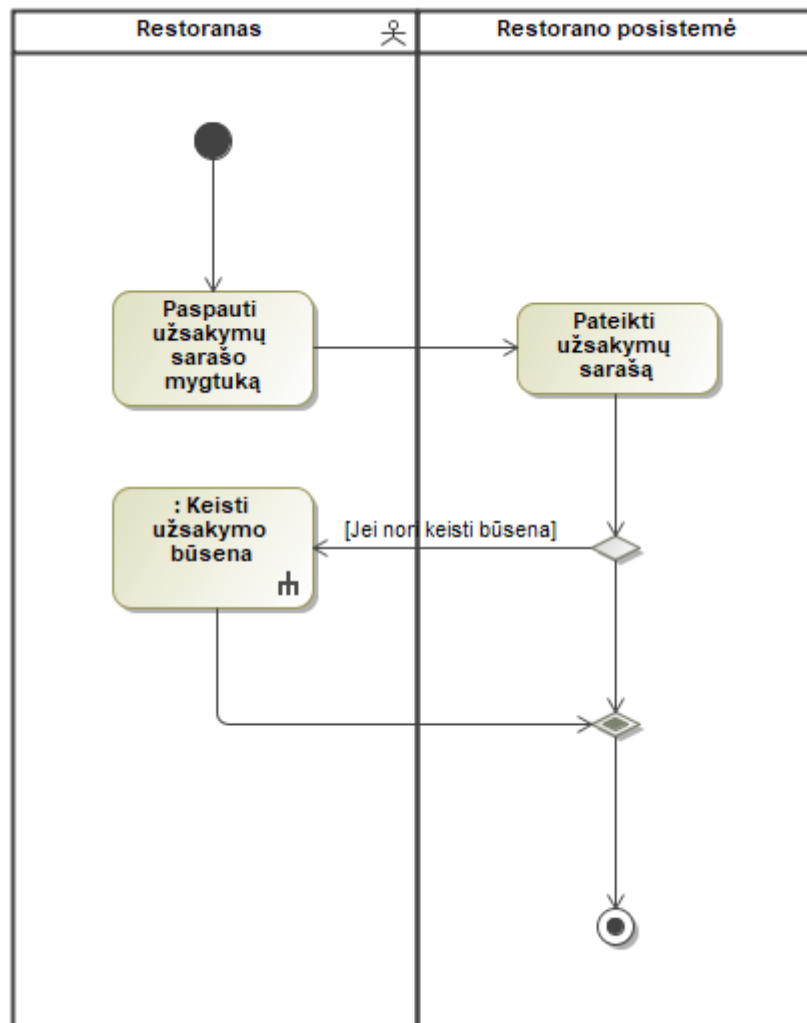 Restoranas
Restorano posistemė
Paspauti
užsakymų
sarašo
mygtuką
Pateikti
užsakymų
sarašą
: Keisti
užsakymo
būsena
[Jei nori keisti būsena]